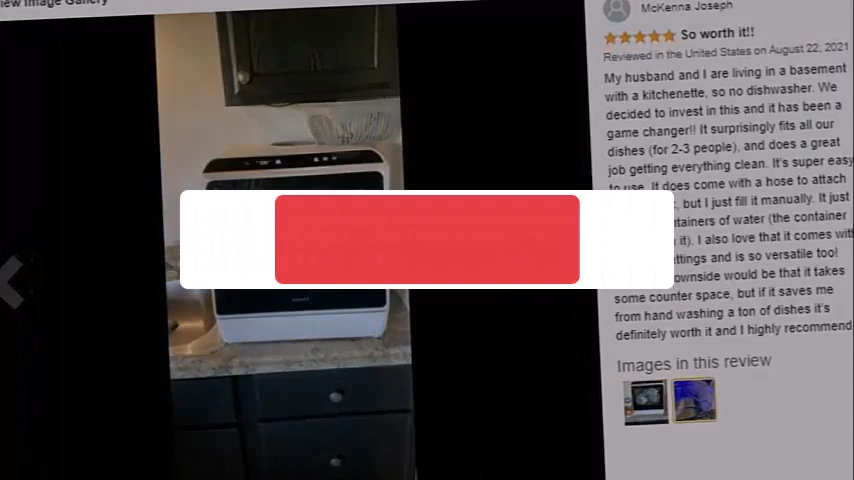 View Image Gallery
McKenna Joseph
So worth it!!
Reviewed in the United States on August 22, 2021
My husband and I are living in a basement
with a kitchenette, so no dishwasher. We
decided to invest in this and it has been a
game changer!! It surprisingly fits all our
dishes (for 2-3 people), and does a great
job getting everything clean. It's super easy
to use. It does come with a hose to attach
, but I just fill it manually. It just
of water (the container
it). I also love that it comes with
and is so versatile too!
would be that it takes
some counter space, but if it saves me
from hand washing a ton of dishes it's
definitely worth it and I highly recommend
Images in this review